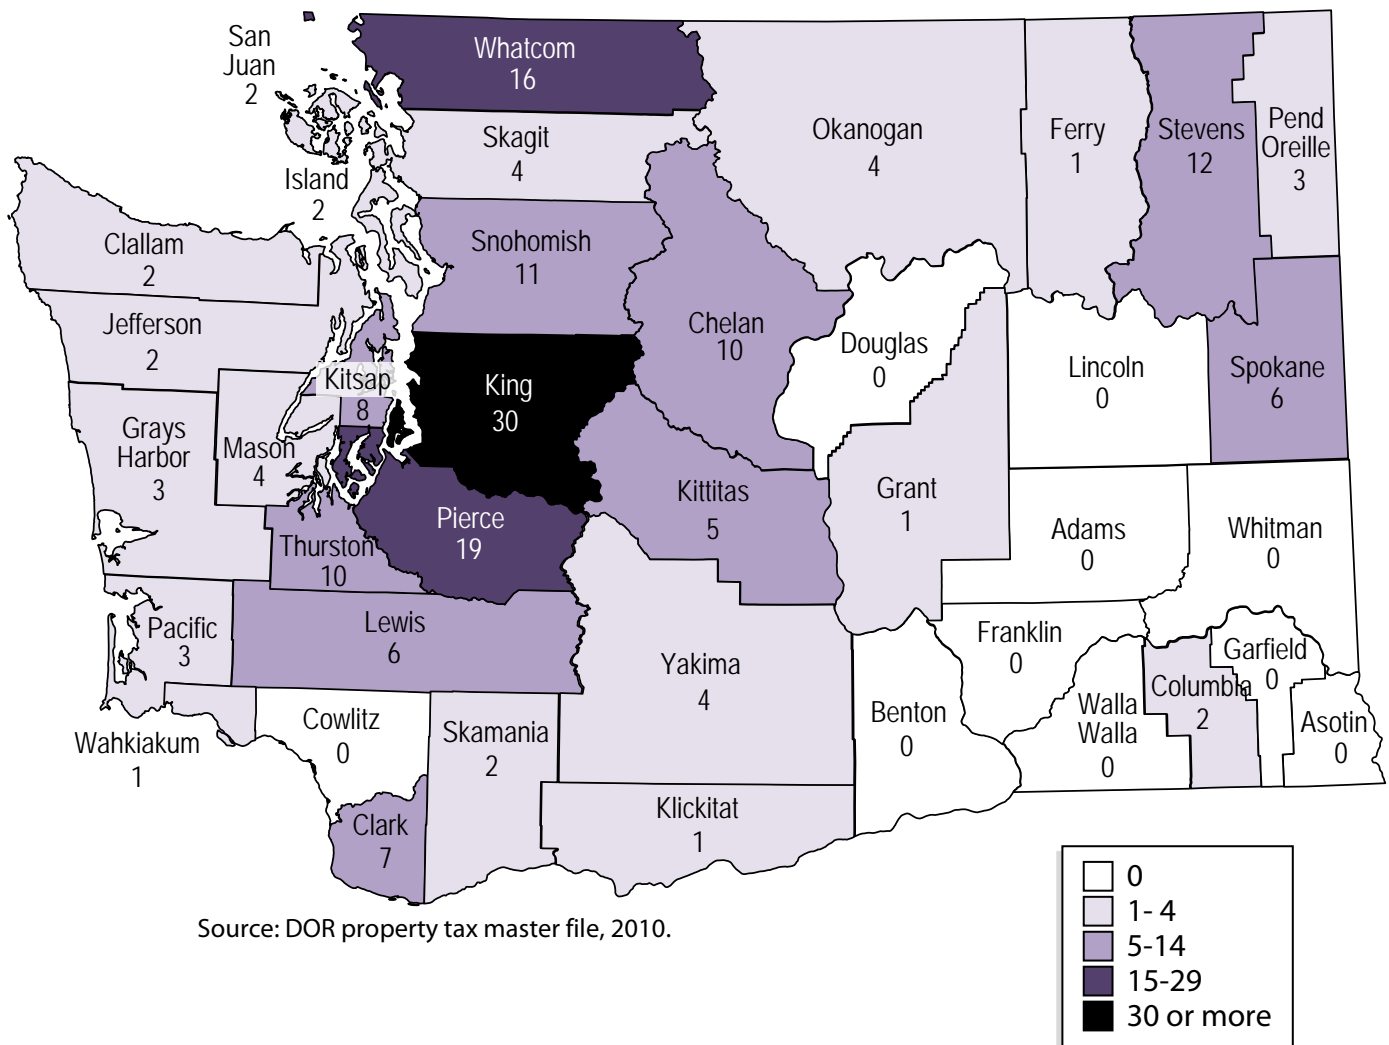 San
Juan
2
Whatcom
16
Skagit
4
Okanogan
4
Ferry
1
Stevens
12
Pend
Oreille
3
Island
2
Clallam
2
Snohomish
11
Jefferson
2
Chelan
10
Douglas
0
Lincoln
0
Spokane
6
Kitsap
8
King
30
Grays
Harbor
3
Mason
4
Kittitas
5
Grant
1
Adams
0
Whitman
0
Thurston
10
Pierce
19
Pacific
3
Lewis
6
Yakima
4
Franklin
0
Garfield
0
Columbia
2
Walla
Walla
0
Asotin
0
Benton
0
Wahkiakum
1
Cowlitz
0
Skamania
2
Clark
7
Klickitat
1
0
1- 4
5-14
15-29
30 or more
Source: DOR property tax master file, 2010.